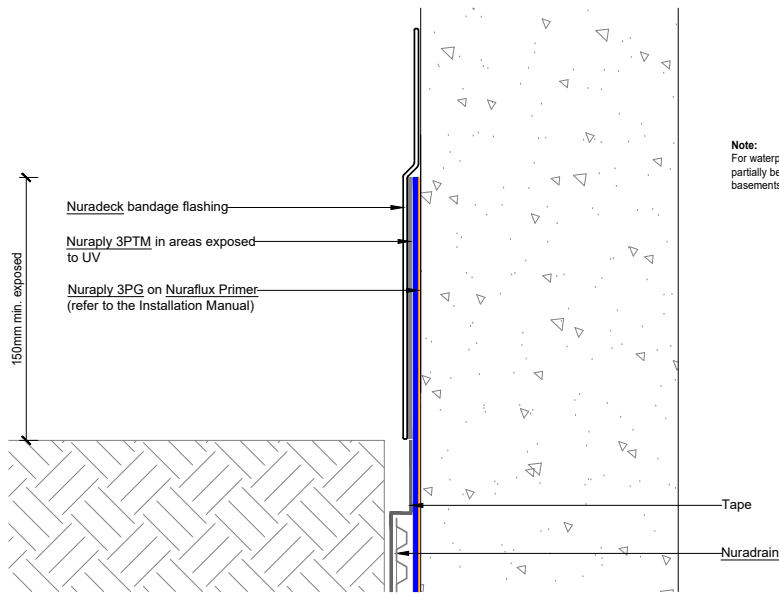 Note:
For waterp
partially be
basements
Nuradeck bandage flashing
Nuraply 3PTM in areas exposed
to UV
Nuraply 3PG on Nuraflux Primer
(refer to the Installation Manual)
150mm min. exposed
Tape
Nuradrain